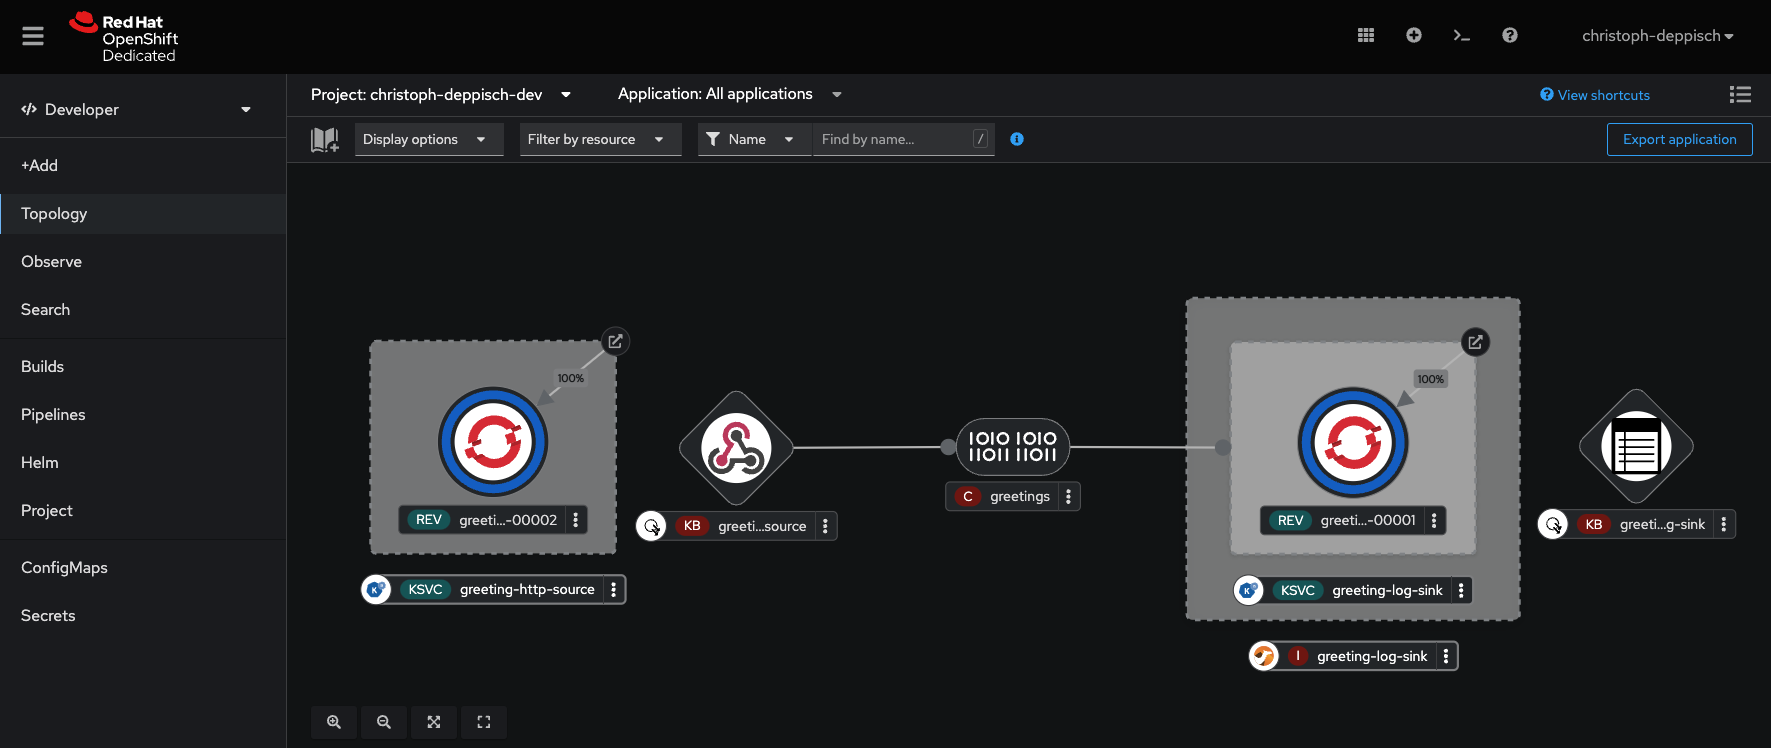 Red Hat
OpenShift
Dedicated
christoph-deppisch
Developer
Project: christoph-deppisch-dev
Application: All applications
View shortcuts
Display options
Filter by resource
Name
Find by name...
/
Export application
+Add
Topology
Observe
Search
Builds
Pipelines
Helm
Project
ConfigMaps
Secrets
100%
REV greeti...-00002
KSVC greeting-http-source
KB greeti...source
1010 1010
11011 11011
C greetings
100%
REV greeti...-00001
KSVC greeting-log-sink
I greeting-log-sink
KB greeti...g-sink